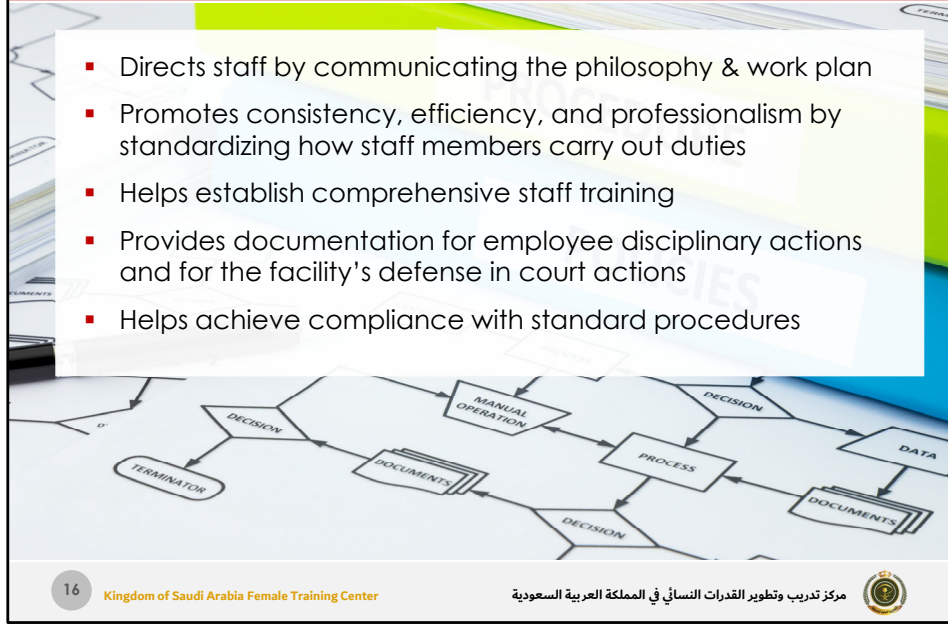 ▪ Directs staff by communicating the philosophy & work plan
▪ Promotes consistency, efficiency, and professionalism by
standardizing how staff members carry out duties
▪ Helps establish comprehensive staff training
▪ Provides documentation for employee disciplinary actions
and for the facility’s defense in court actions
▪ Helps achieve compliance with standard procedures
PROCEDURE
POLICIES
PROCESS
DECISION
MANUAL
OPERATION
DECISION
DATA
PROCESS
TERMINATOR
DOCUMENTS
DOCUMENTS
DECISION
16
Kingdom of Saudi Arabia Female Training Center
مركز تدريب وتطوير القدرات النسائي في المملكة العربية السعودية